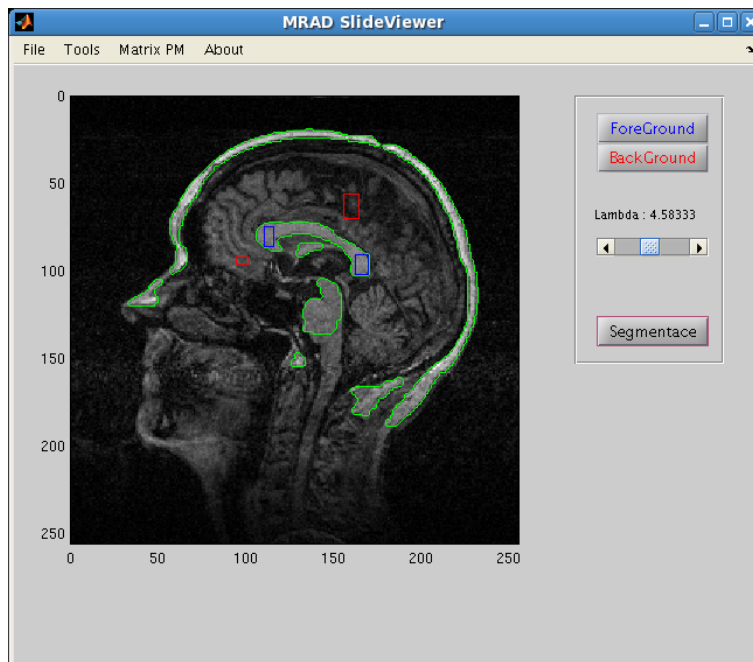 MRAD SlideViewer
File Tools Matrix PM About
ForeGround
BackGround
Lambda : 4.58333
Segmentace
0
50
100
150
200
250
0 50 100 150 200 250